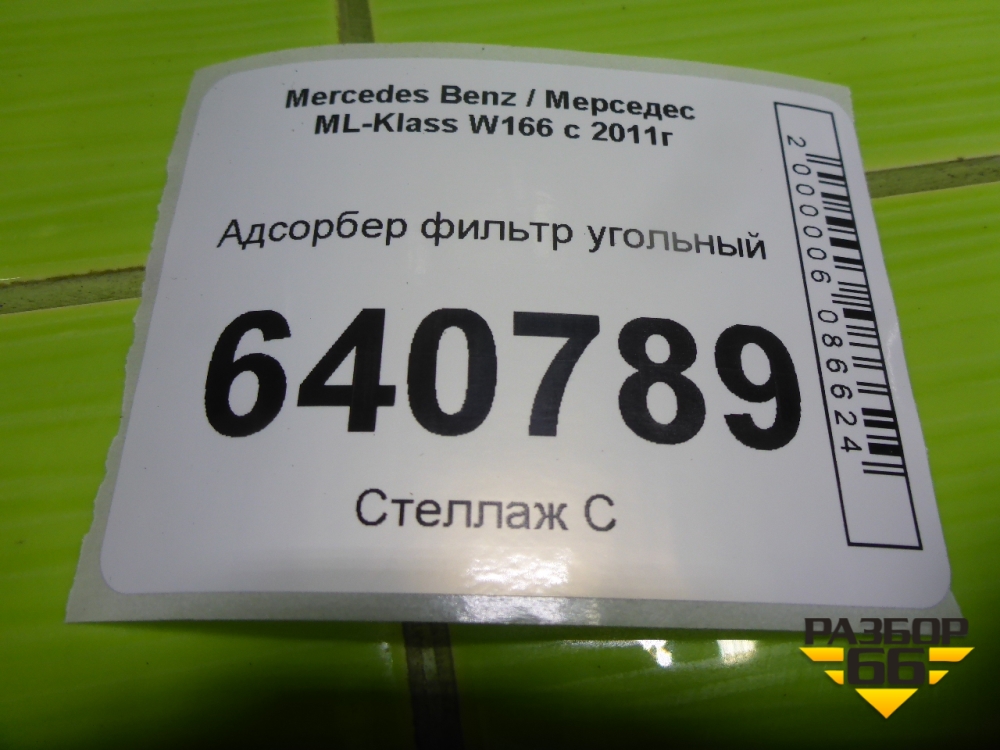 Mercedes Benz / Мерседес
ML-Klass W166 с 2011г
Адсорбер фильтр угольный
640789
Стеллаж С
2000006086624
РАЗБОР
66